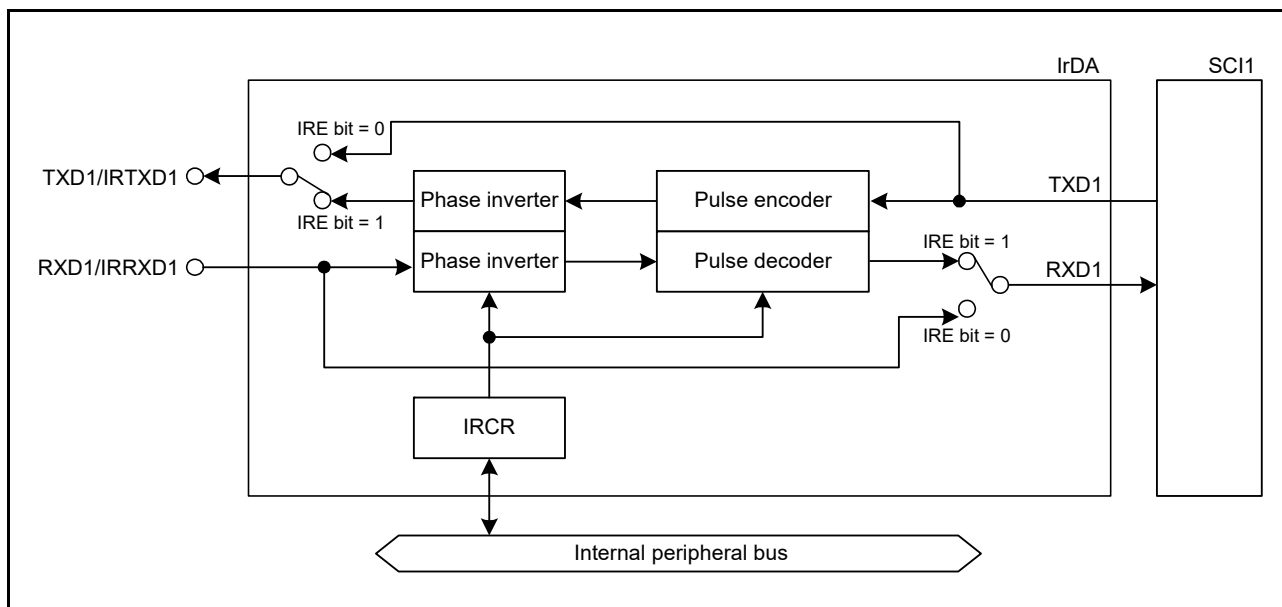 IrDA
SCI1
IRE bit = 0
TXD1/IRTXD1
Phase inverter
Pulse encoder
TXD1
IRE bit = 1
RXD1/IRRXD1
Phase inverter
Pulse decoder
IRE bit = 1
RXD1
IRE bit = 0
IRCR
Internal peripheral bus